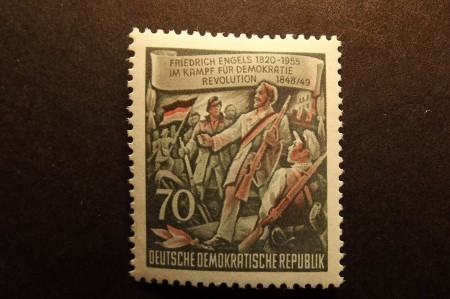 FRIEDRICH ENGELS 1820-1955
IM KAMPF FÜR DEMOKRATIE
REVOLUTION 1848/49
70
DEUTSCHE DEMOKRATISCHE REPUBLIK